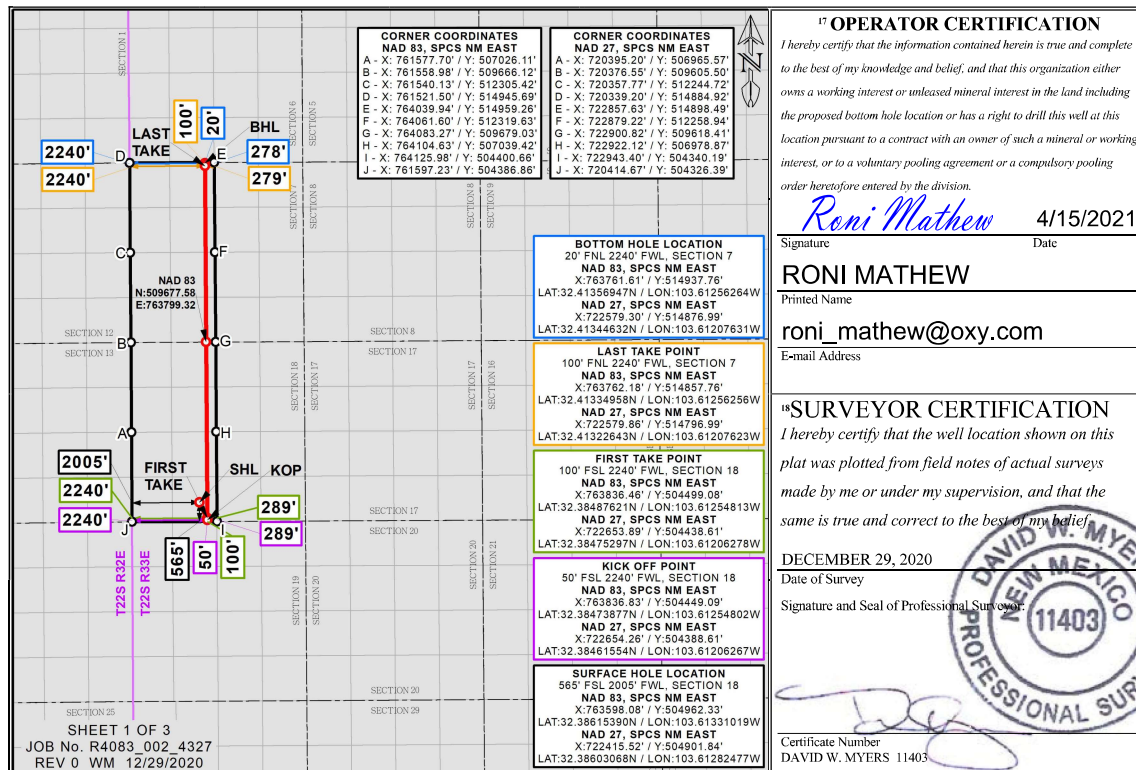 CORNER COORDINATES
NAD 83, SPCS NM EAST
A - X: 761577.70' / Y: 507026.11'
B - X: 761558.98' / Y: 509666.12'
C - X: 761540.13' / Y: 512305.42'
D - X: 761521.50' / Y: 514945.69'
E - X: 764039.94' / Y: 514959.26'
F - X: 764061.60' / Y: 512319.63'
G - X: 764083.27' / Y: 509679.03'
H - X: 764104.63' / Y: 507039.42'
I - X: 764125.98' / Y: 504400.66'
J - X: 761597.23' / Y: 504386.86'
CORNER COORDINATES
NAD 27, SPCS NM EAST
A - X: 720395.20' / Y: 506965.57'
B - X: 720376.55' / Y: 509605.50'
C - X: 720357.77' / Y: 512244.72'
D - X: 720339.20' / Y: 514884.92'
E - X: 722857.63' / Y: 514898.49'
F - X: 722879.22' / Y: 512258.94'
G - X: 722900.82' / Y: 509618.41'
H - X: 722922.12' / Y: 506978.87'
I - X: 722943.40' / Y: 504340.19'
J - X: 720414.67' / Y: 504326.39'
N
SECTION 1
SECTION 6
SECTION 5
100'
20'
LAST
TAKE
BHL
2240'
D
E
278'
2240'
279'
SECTION 7
SECTION 8
SECTION 8
SECTION 9
C
F
NAD 83
N:509677.58
E:763799.32
SECTION 12
SECTION 13
B
G
SECTION 8
SECTION 17
SECTION 18
SECTION 17
SECTION 17
SECTION 16
A
H
2005'
FIRST
TAKE
SHL
KOP
2240'
289'
2240'
J
I
289'
SECTION 17
SECTION 20
565'
50'
100'
T22S R32E
T22S R33E
SECTION 19
SECTION 20
SECTION 20
SECTION 21
SECTION 20
SECTION 29
SECTION 25
SHEET 1 OF 3
JOB No. R4083_002_4327
REV 0 WM 12/29/2020
BOTTOM HOLE LOCATION
20' FNL 2240' FWL, SECTION 7
NAD 83, SPCS NM EAST
X:763761.61' / Y:514937.76'
LAT:32.41356947N / LON:103.61256264W
NAD 27, SPCS NM EAST
X:722579.30' / Y:514876.99'
LAT:32.41344632N / LON:103.61207631W
LAST TAKE POINT
100' FNL 2240' FWL, SECTION 7
NAD 83, SPCS NM EAST
X:763762.18' / Y:514857.76'
LAT:32.41334958N / LON:103.61256256W
NAD 27, SPCS NM EAST
X:722579.86' / Y:514796.99'
LAT:32.41322643N / LON:103.61207623W
FIRST TAKE POINT
100' FSL 2240' FWL, SECTION 18
NAD 83, SPCS NM EAST
X:763836.46' / Y:504499.08'
LAT:32.38487621N / LON:103.61254813W
NAD 27, SPCS NM EAST
X:722653.89' / Y:504438.61'
LAT:32.38475297N / LON:103.61206278W
KICK OFF POINT
50' FSL 2240' FWL, SECTION 18
NAD 83, SPCS NM EAST
X:763836.83' / Y:504449.09'
LAT:32.38473877N / LON:103.61254802W
NAD 27, SPCS NM EAST
X:722654.26' / Y:504388.61'
LAT:32.38461554N / LON:103.61206267W
SURFACE HOLE LOCATION
565' FSL 2005' FWL, SECTION 18
NAD 83, SPCS NM EAST
X:763598.08' / Y:504962.33'
LAT:32.38615390N / LON:103.61331019W
NAD 27, SPCS NM EAST
X:722415.52' / Y:504901.84'
LAT:32.38603068N / LON:103.61282477W
17 OPERATOR CERTIFICATION
I hereby certify that the information contained herein is true and complete
to the best of my knowledge and belief, and that this organization either
owns a working interest or unleased mineral interest in the land including
the proposed bottom hole location or has a right to drill this well at this
location pursuant to a contract with an owner of such a mineral or working
interest, or to a voluntary pooling agreement or a compulsory pooling
order heretofore entered by the division.
Roni Mathew 4/15/2021
Signature Date
RONI MATHEW
Printed Name
roni_mathew@oxy.com
E-mail Address
18 SURVEYOR CERTIFICATION
I hereby certify that the well location shown on this
plat was plotted from field notes of actual surveys
made by me or under my supervision, and that the
same is true and correct to the best of my belief.
DECEMBER 29, 2020
Date of Survey
Signature and Seal of Professional Surveyor:
DAVID W. MYE
NEW MEXICO
11403
PROFESSIONAL SUR
Certificate Number
DAVID W. MYERS 11403